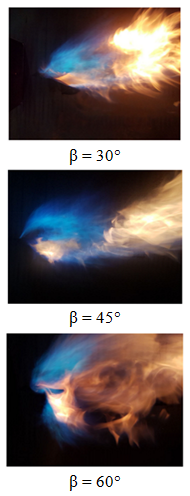 β = 30°
β = 45°
β = 60°